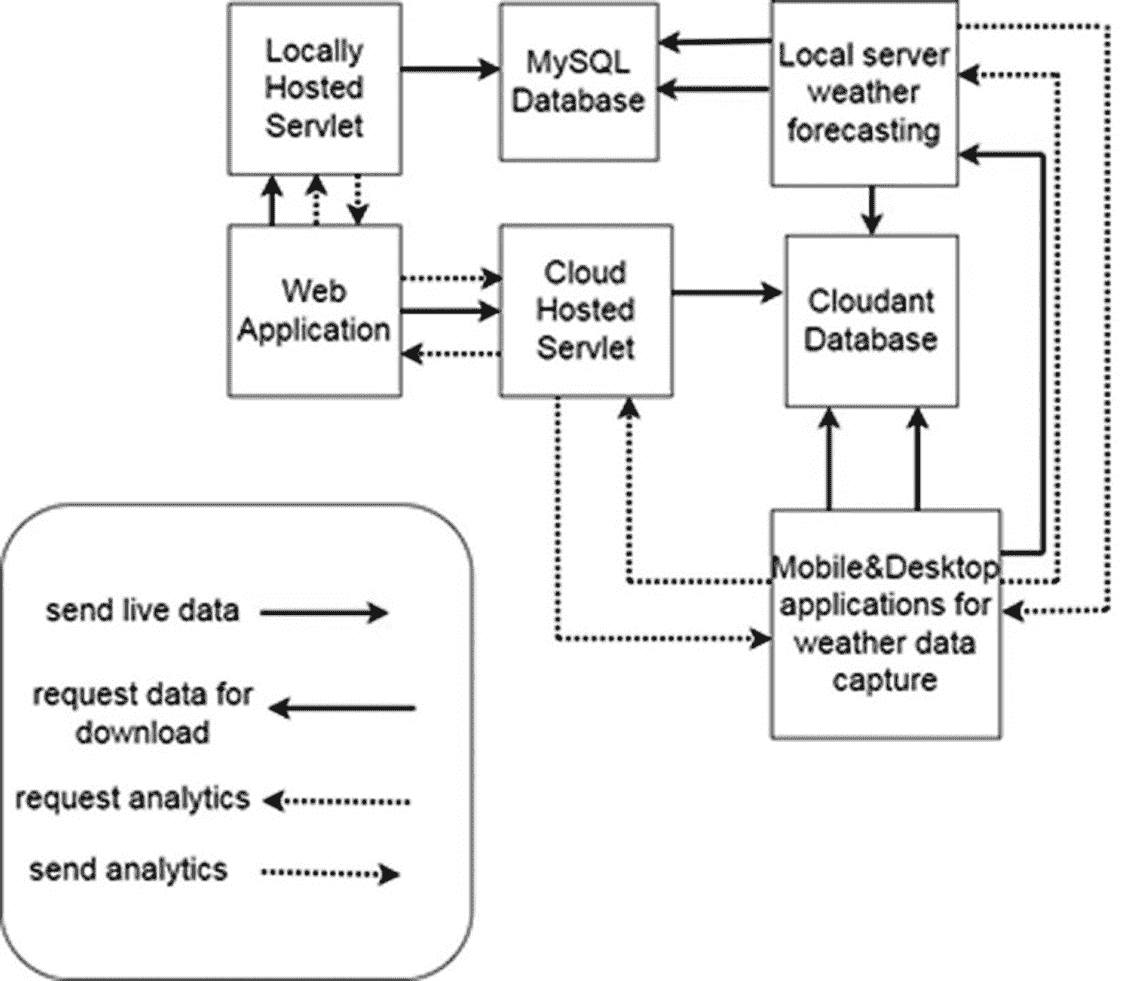 Locally
Hosted
Servlet
MySQL
Database
Local server
weather
forecasting
Web
Application
Cloud
Hosted
Servlet
Cloudant
Database
Mobile&Desktop
applications for
weather data
capture
send live data
request data for
download
request analytics
send analytics